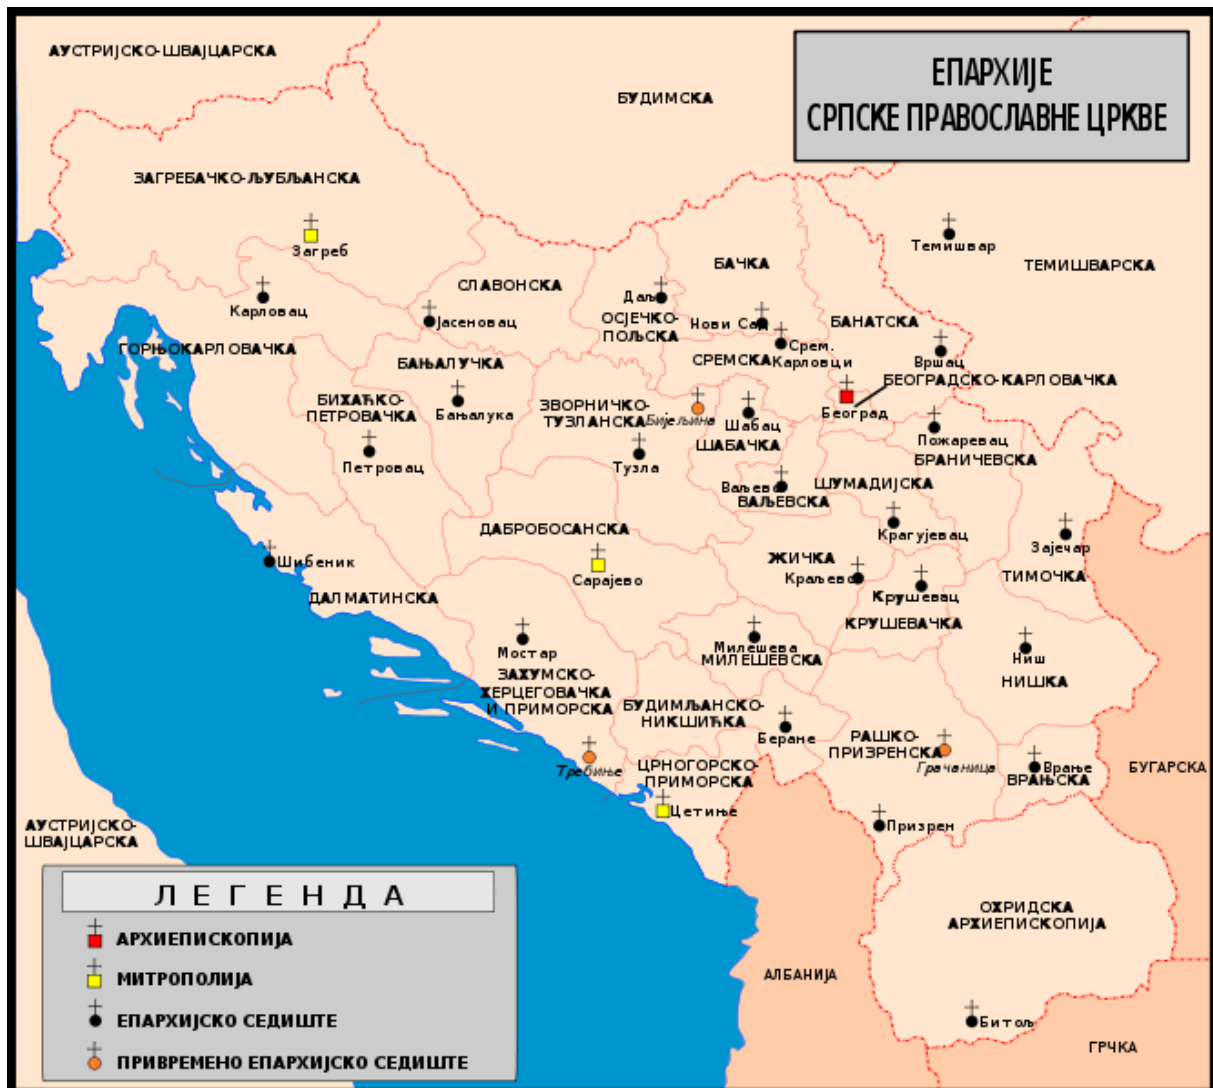 АУСТРИЈСКО-ШВАЈЦАРСКА
ЕПАРХИЈЕ
СРПСКЕ ПРАВОСЛАВНЕ ЦРКВЕ
БУДИМСКА
ЗАГРЕБАЧКО-ЉУБЉАНСКА
Загреб
Темишвар
ТЕМИШВАРСКА
БАЧКА
СЛАВОНСКА
Карловац
Јасеновац
Даљ
ОСЈЕЧКО-
ПОЉСКА
Нови Сад
БАНАТСКА
ГОРЊОКАРЛОВАЧКА
БАЊАЛУЧКА
СРЕМСКА
Срем.
Карловци
Вршац
БЕОГРАДСКО-КАРЛОВАЧКА
БИХАЋКО-
ПЕТРОВАЧКА
Бањалука
ЗВОРНИЧКО-
ТУЗЛАНСКА
Бијељина
Шабац
ШАБАЧКА
Београд
Пожаревац
БРАНИЧЕВСКА
Петровац
Тузла
Ваљево
ВАЉЕВСКА
ШУМАДИЈСКА
ДАБРОБОСАНСКА
Крагујевац
Зајечар
ТИМОЧКА
Шибеник
ДАЛМАТИНСКА
Сарајево
ЖИЧКА
Краљево
Крушевац
КРУШЕВАЧКА
Мостар
ЗАХУМСКО-
ХЕРЦЕГОВАЧКА
И ПРИМОРСКА
Милешева
МИЛЕШЕВСКА
Ниш
НИШКА
БУДИМЉАНСКО-
НИКШИЋКА
Беране
РАШКО-
ПРИЗРЕНСКА
Грачаница
Требиње
ЦРНОГОРСКО-
ПРИМОРСКА
Цетиње
Врање
ВРАЊСКА
БУГАРСКА
Призрен
АУСТРИЈСКО-
ШВАЈЦАРСКА
ОХРИДСКА
АРХИЕПИСКОПИЈА
АЛБАНИЈА
Битољ
ГРЧКА
ЛЕГЕНДА
АРХИЕПИСКОПИЈА
МИТРОПОЛИЈА
ЕПАРХИЈСКО СЕДИШТЕ
ПРИВРЕМЕНО ЕПАРХИЈСКО СЕДИШТЕ